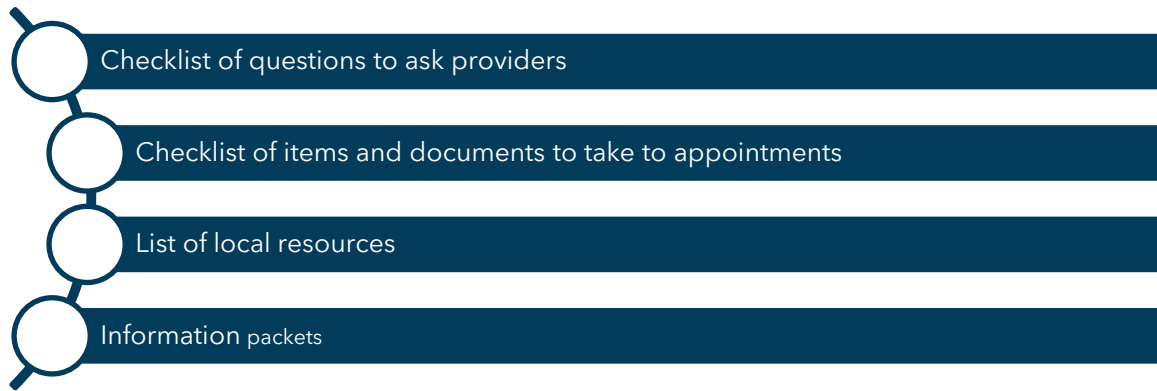 Checklist of questions to ask providers
Checklist of items and documents to take to appointments
List of local resources
Information packets